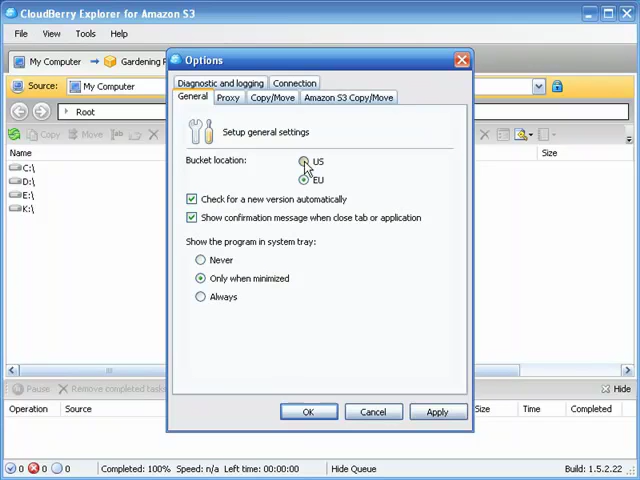 CloudBerry Explorer for Amazon S3
File View Tools Help
My Computer Gardening
Source: My Computer
Root
Copy Move
Name Size
C:\
D:\
E:\
K:\
Options
Diagnostic and logging Connection
General Proxy Copy/Move Amazon S3 Copy/Move
Setup general settings
Bucket location: US
EU
Check for a new version automatically
Show confirmation message when close tab or application
Show the program in system tray:
Never
Only when minimized
Always
OK Cancel Apply
Pause Remove completed Hide
Operation Source Size Time Completed
0 0 0 Completed: 100% Speed: n/a Left time: 00:00:00 Hide Queue Build: 1.5.2.22